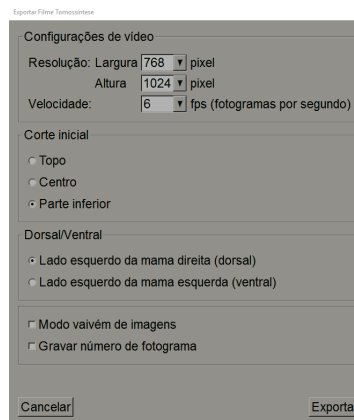 Exportar Filme Tomossíntese
Configurações de vídeo
Resolução: Largura 768 pixel
Altura 1024 pixel
Velocidade: 6 fps (fotogramas por segundo)
Corte inicial
Topo
Centro
Parte inferior
Dorsal/Ventral
Lado esquerdo da mama direita (dorsal)
Lado esquerdo da mama esquerda (ventral)
Modo vaivém de imagens
Gravar número de fotograma
Cancelar Exporta